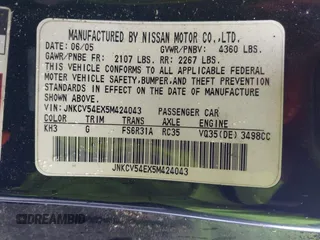 MANUFACTURED BY NISSAN MOTOR CO.,LTD.
DATE: 06/05 GVWR/PNBV: 4360 LBS.
GAWR/PNBE FR: 2107 LBS. RR: 2267 LBS.
THIS VEHICLE CONFORMS TO ALL APPLICABLE FEDERAL
MOTOR VEHICLE SAFETY, BUMPER, AND THEFT PREVENTION
STANDARDS IN EFFECT ON THE DATE OF MANUFACTURE
SHOWN ABOVE.
VIN : JNKCV54EX5M424043 PASSENGER CAR
COLOR TRIM TRANS AXLE ENGINE
KH3 G FS6R31A RC35 VQ35(DE) 3498CC
JNKCV54EX5M424043
DREAMBID